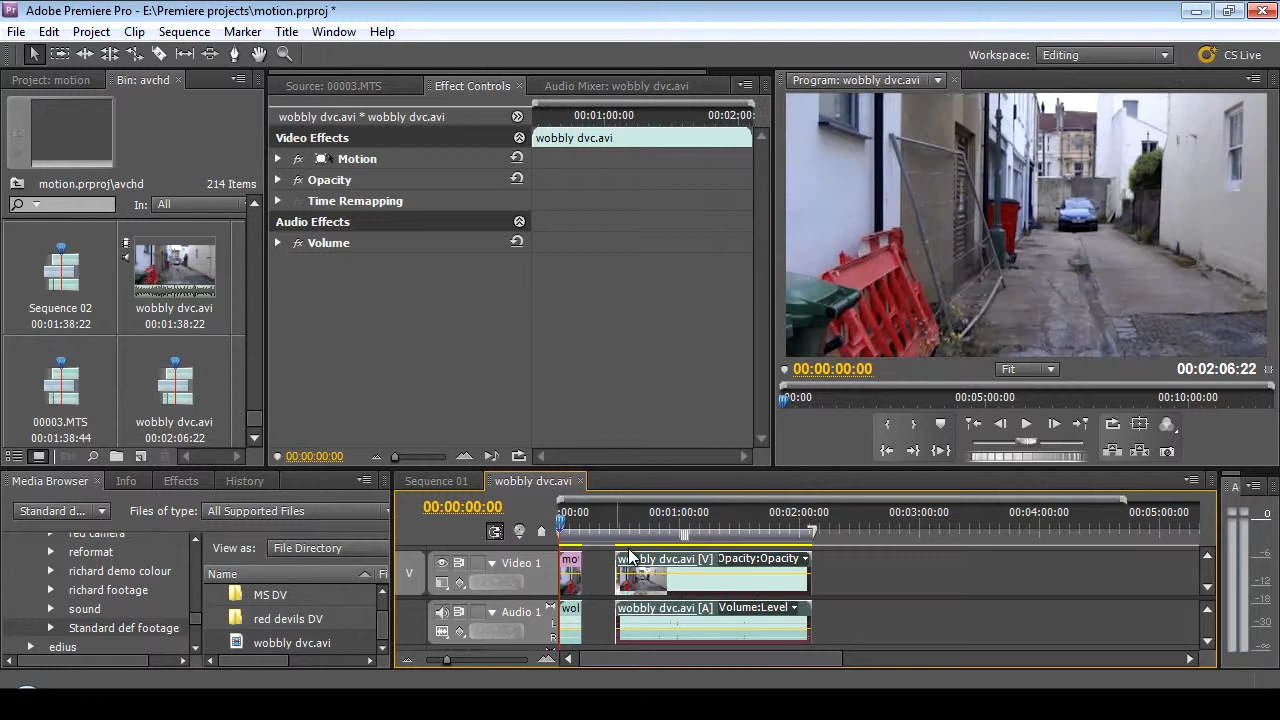 Adobe Premiere Pro - E:\Premiere projects\motion.prproj *
File Edit Project Clip Sequence Marker Title Window Help
Workspace: Editing CS Live
Project: motion Bin: avchd
Source: 00003.MTS Effect Controls Audio Mixer: wobbly dvc.avi
Program: wobbly dvc.avi
wobbly dvc.avi * wobbly dvc.avi
00:01:00:00 00:02:00:
Video Effects
wobbly dvc.avi
fx Motion
fx Opacity
Time Remapping
Audio Effects
fx Volume
motion.prproj\avchd 214 Items
In: All
Sequence 02 wobbly dvc.avi
00:01:38:22 00:01:38:22
00003.MTS wobbly dvc.avi
00:01:38:44 00:02:06:22
00:00:00:00
00:00:00:00 Fit 00:02:06:22
00:00 00:05:00:00 00:10:00:00
Media Browser Info Effects History
Standard d... Files of type: All Supported Files
reformat
richard demo colour
richard footage
sound
Standard def footage
edius
View as: File Directory
Name Fi
MS DV
red devils DV
wobbly dvc.avi
Sequence 01 wobbly dvc.avi
00:00:00:00
:00:00 00:01:00:00 00:02:00:00 00:03:00:00 00:04:00:00 00:05:00:00
V Video 1 wobbly dvc.avi [V] Opacity:Opacity
Audio 1 wobbly dvc.avi [A] Volume:Level
L
R
A
0
-6
-12
-18
-30
-∞